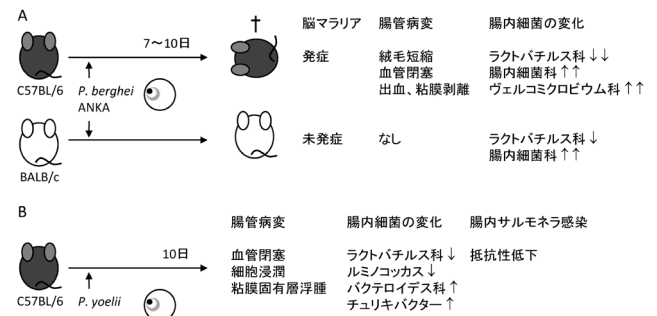 A
脳マラリア 腸管病変 腸内細菌の変化
7～10日
発症 絨毛短縮 ラクトバチルス科↓↓
血管閉塞 腸内細菌科↑↑
出血、粘膜剥離 ヴェルコミクロビウム科↑↑
C57BL/6 P. berghei
ANKA
未発症 なし ラクトバチルス科↓
腸内細菌科↑↑
BALB/c
B
腸管病変 腸内細菌の変化 腸内サルモネラ感染
10日
血管閉塞 ラクトバチルス科↓ 抵抗性低下
細胞浸潤 ルミノコッカス↓
粘膜固有層浮腫 バクテロイデス科↑
チュリキバクター↑
C57BL/6 P. yoelii